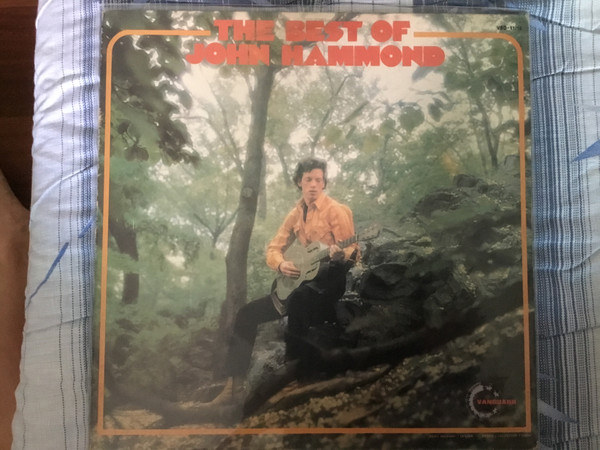 THE BEST OF
JOHN HAMMOND
VANGUARD